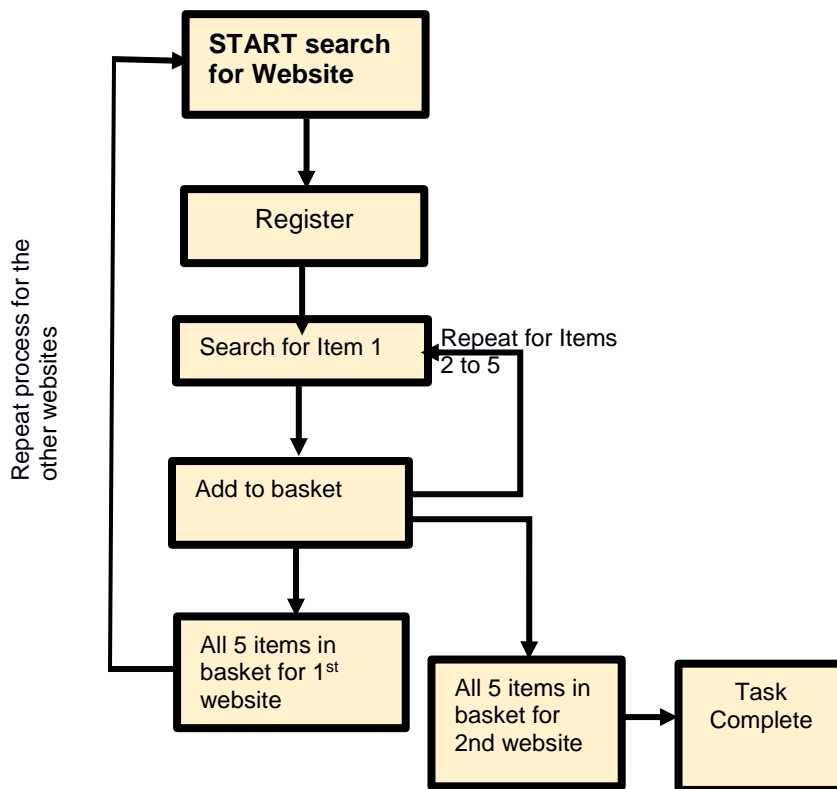 START search
for Website
Register
Search for Item 1
Repeat for Items
2 to 5
Repeat process for the
other websites
Add to basket
All 5 items in
basket for 1st
website
All 5 items in
basket for
2nd website
Task
Complete